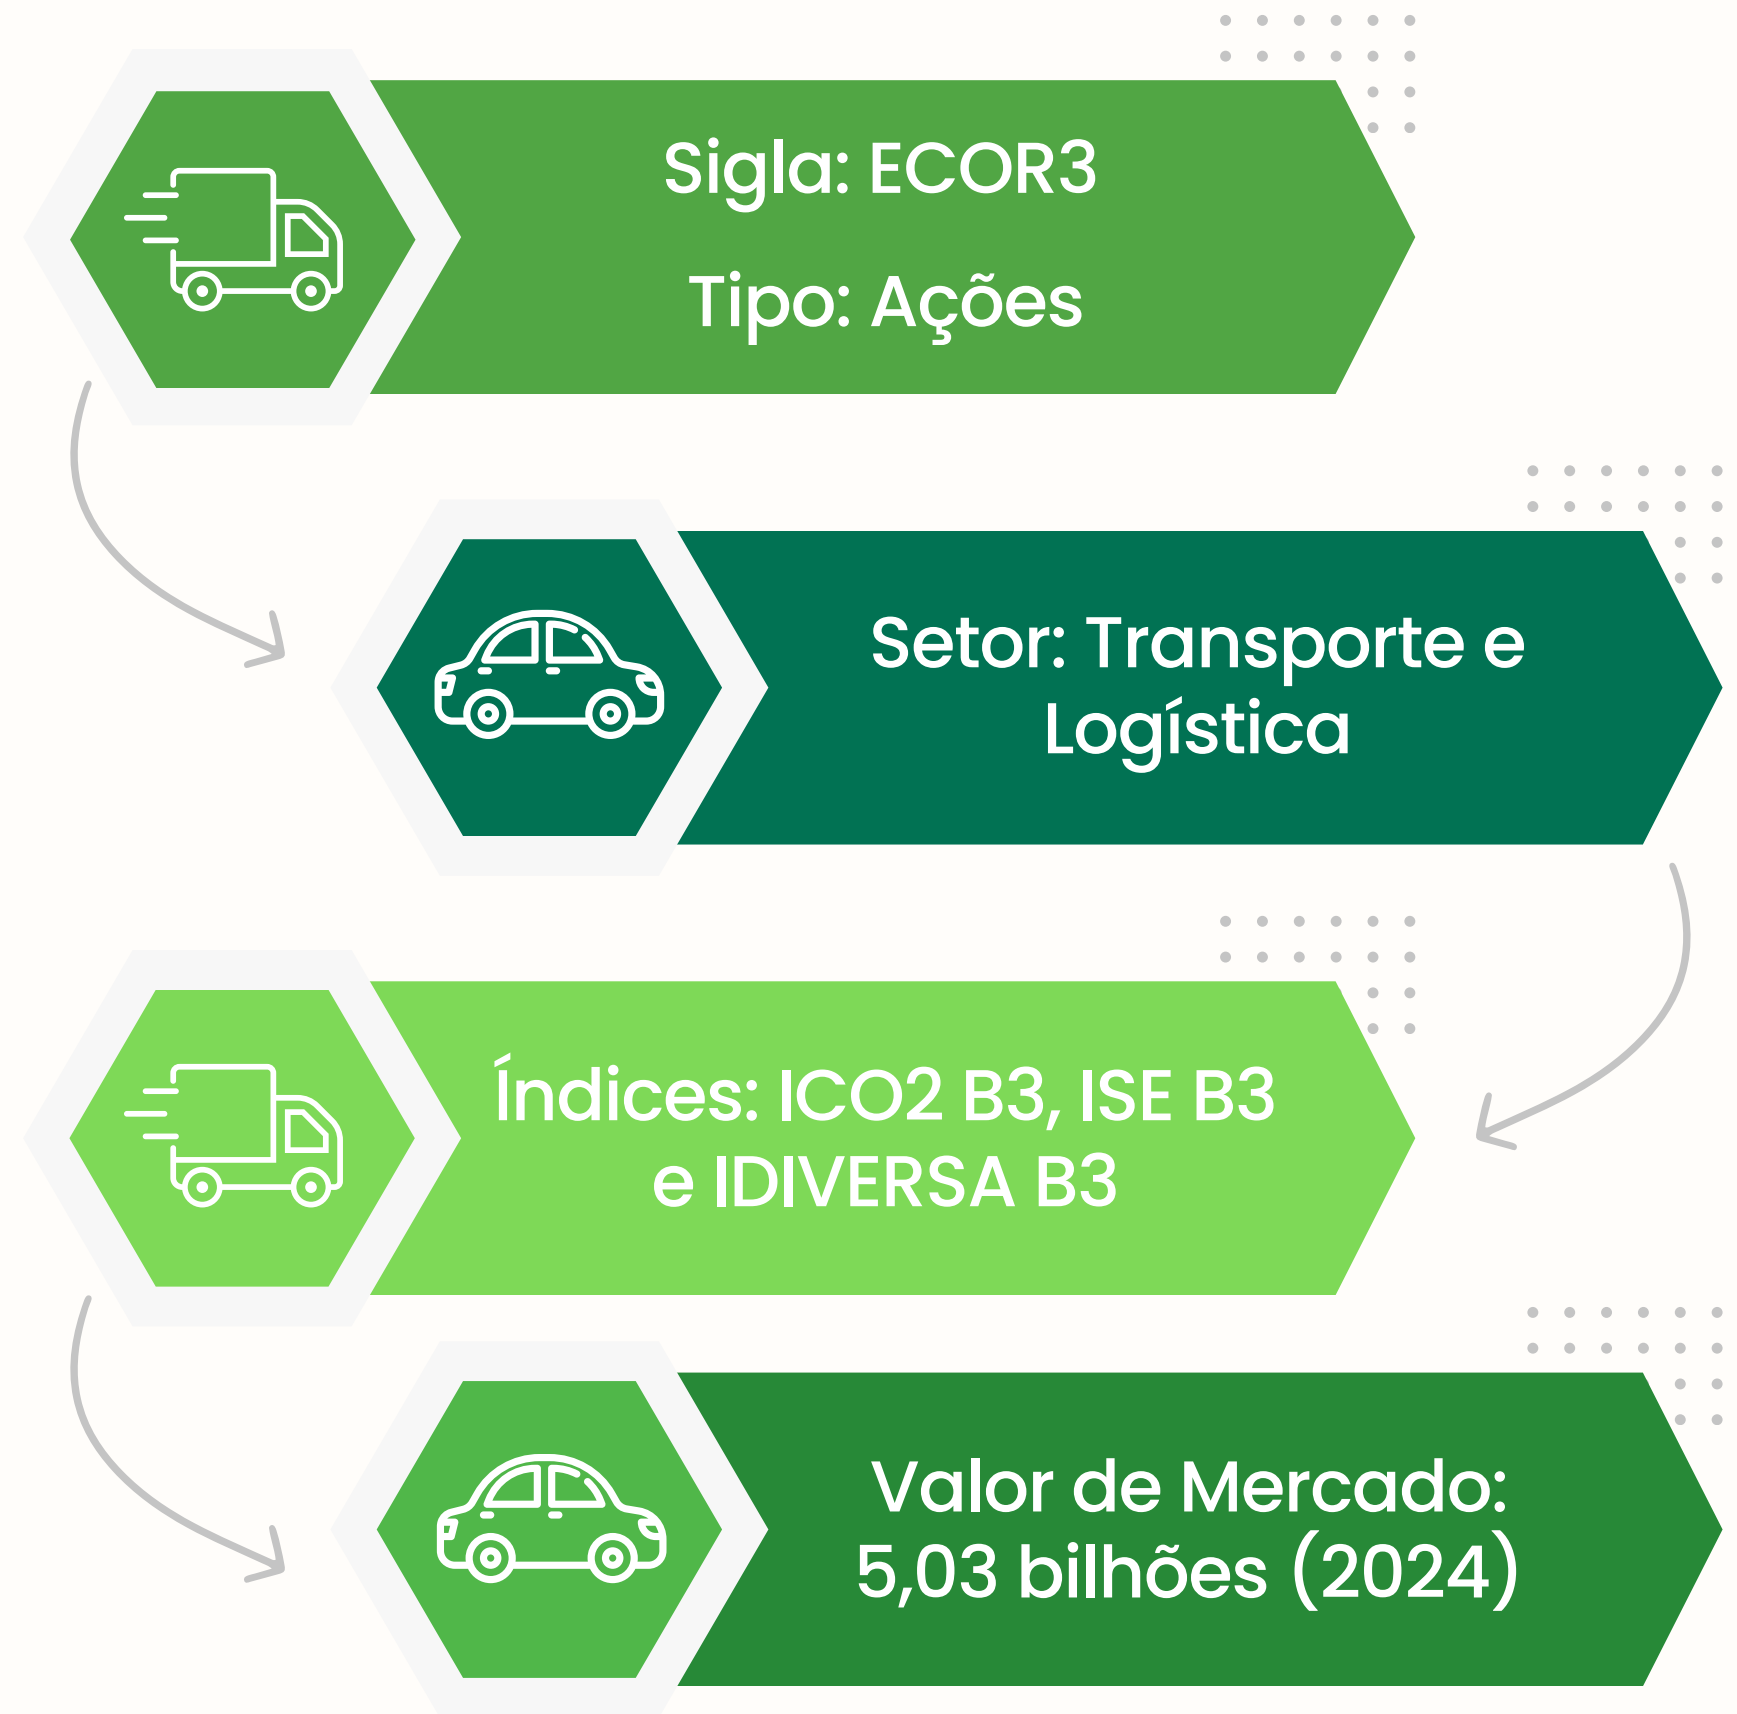 Sigla: ECOR3
Tipo: Ações
Setor: Transporte e
Logística
Índices: ICO2 B3, ISE B3
e IDIVERSA B3
Valor de Mercado:
5,03 bilhões (2024)